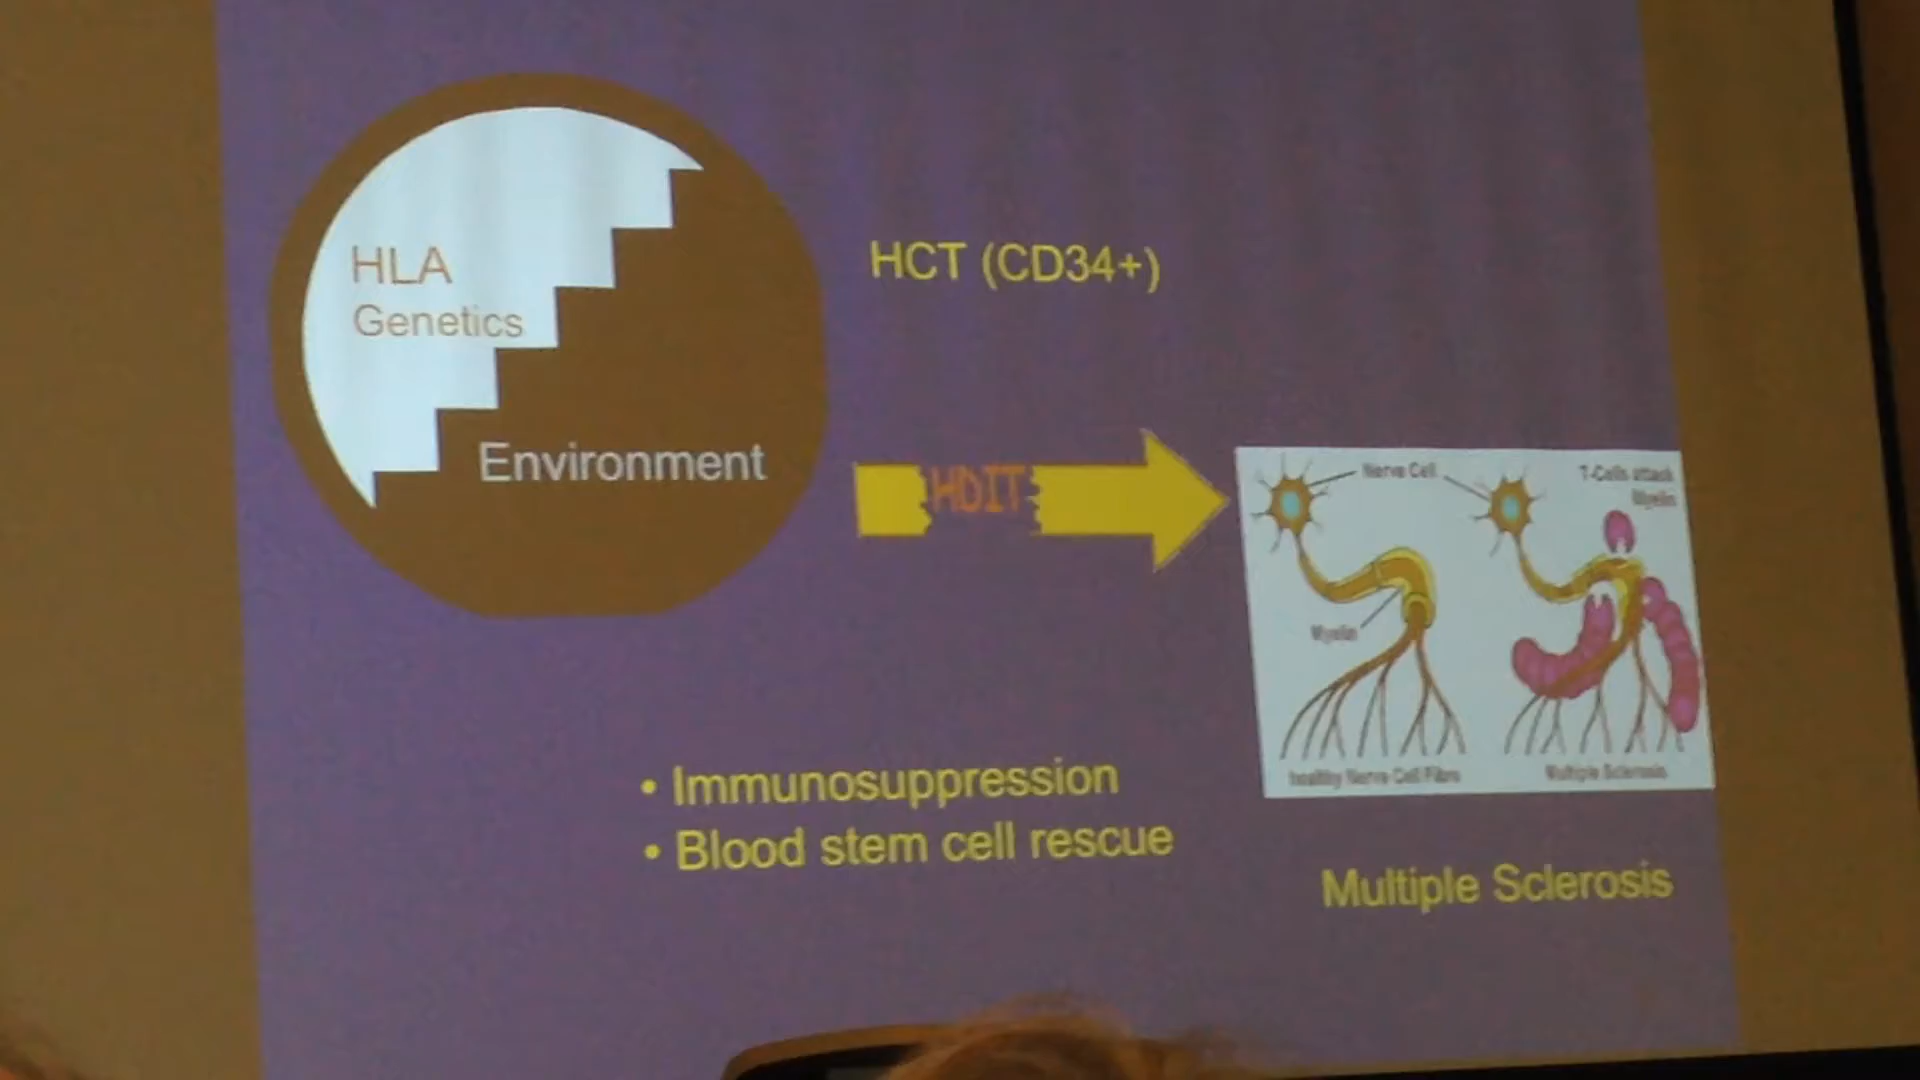 HLA
Genetics
Environment
HCT (CD34+)
HDIT
Nerve Cell
T-Cells attack
Myelin
Myelin
healthy Nerve Cell Fibre
Multiple Sclerosis
• Immunosuppression
• Blood stem cell rescue
Multiple Sclerosis